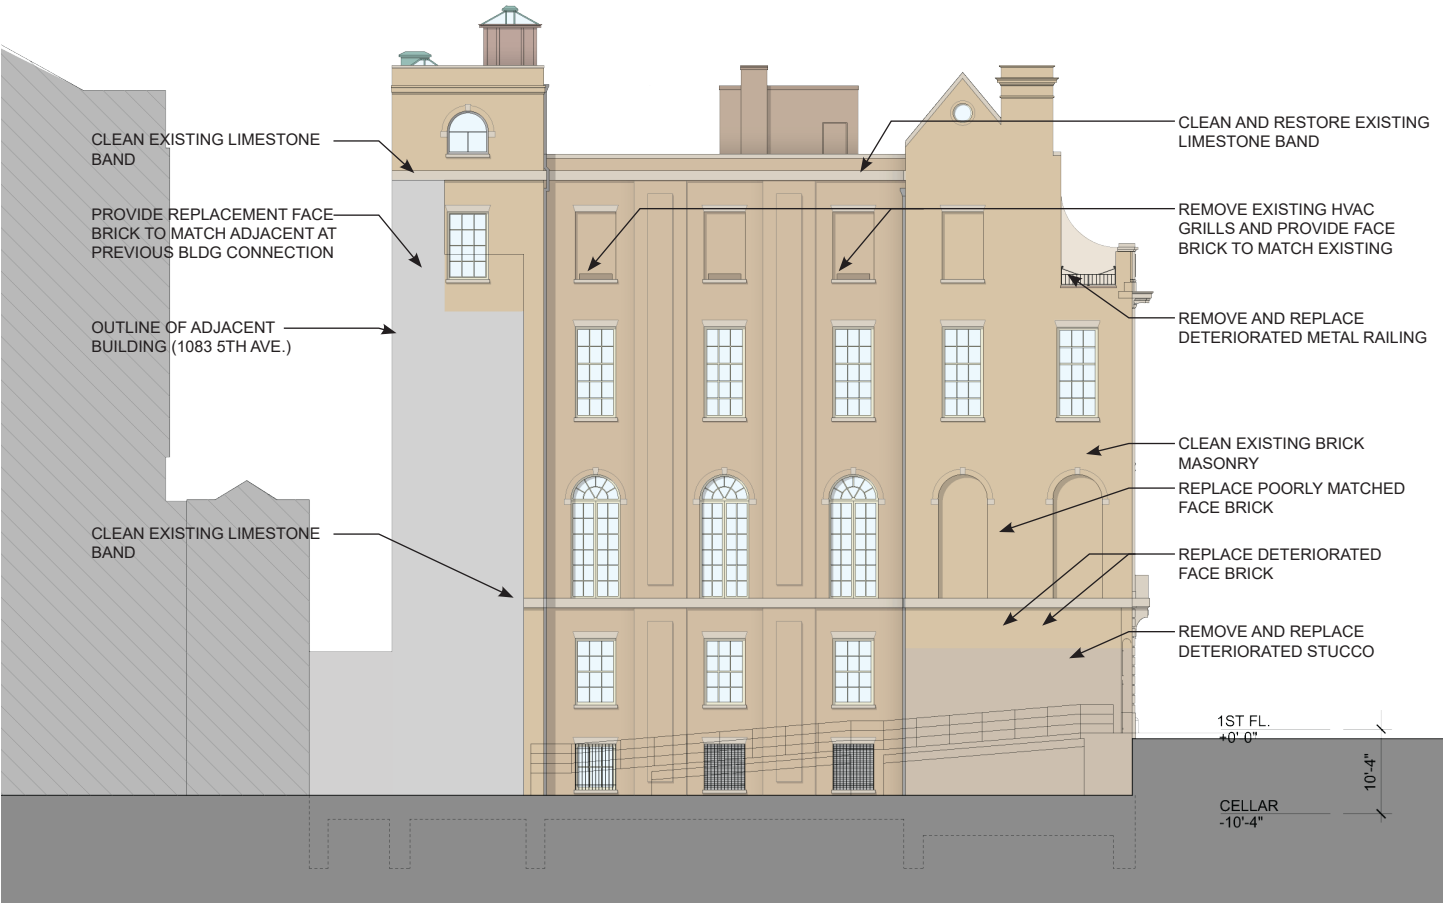 CLEAN EXISTING LIMESTONE
BAND
PROVIDE REPLACEMENT FACE
BRICK TO MATCH ADJACENT AT
PREVIOUS BLDG CONNECTION
OUTLINE OF ADJACENT
BUILDING (1083 5TH AVE.)
CLEAN EXISTING LIMESTONE
BAND
CLEAN AND RESTORE EXISTING
LIMESTONE BAND
REMOVE EXISTING HVAC
GRILLS AND PROVIDE FACE
BRICK TO MATCH EXISTING
REMOVE AND REPLACE
DETERIORATED METAL RAILING
CLEAN EXISTING BRICK
MASONRY
REPLACE POORLY MATCHED
FACE BRICK
REPLACE DETERIORATED
FACE BRICK
REMOVE AND REPLACE
DETERIORATED STUCCO
1ST FL.
+0'-0"
10'-4"
CELLAR
-10'-4"